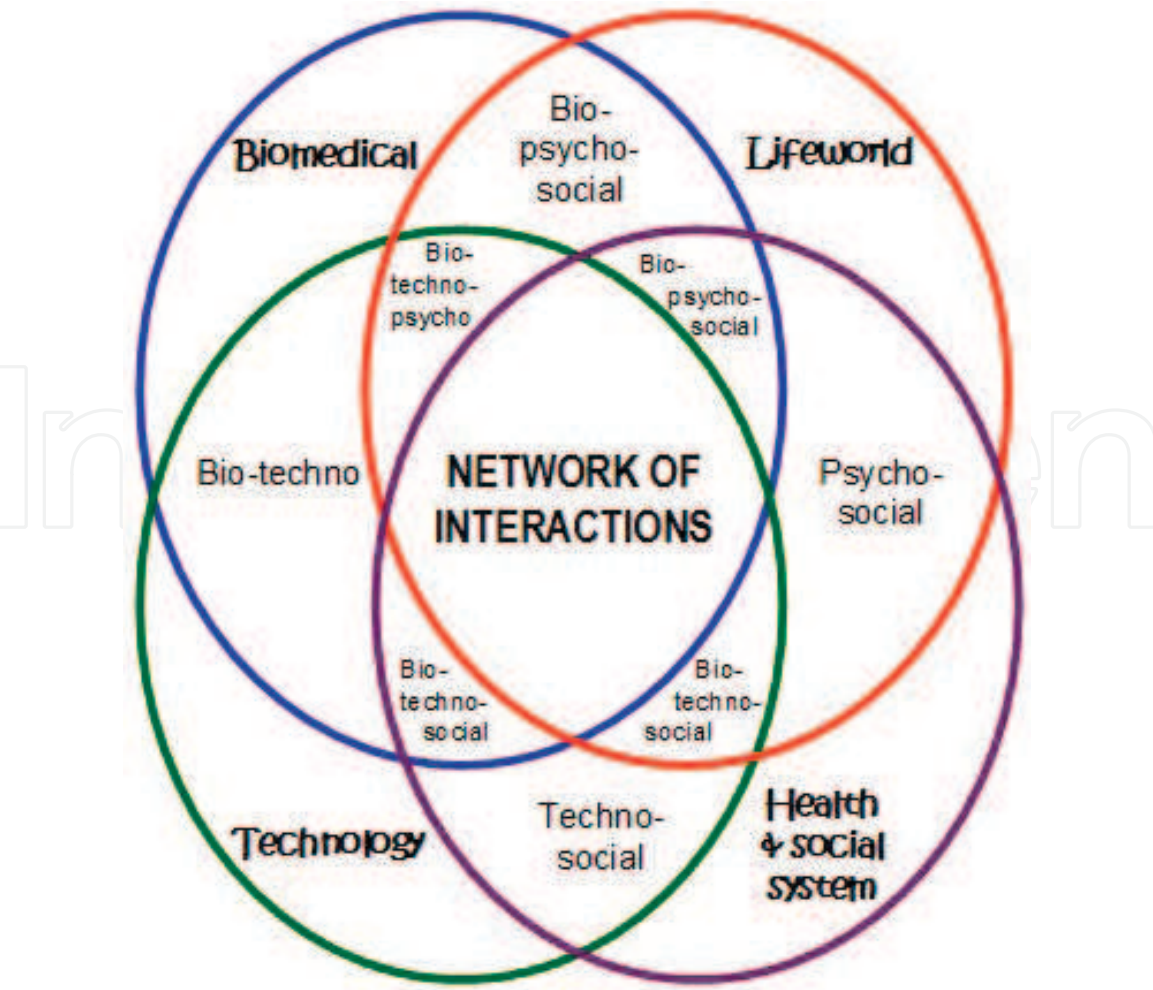 Bio-
psycho-
social
Biomedical
Lifeworld
Bio-
techno-
psycho
Bio-
psycho-
social
Bio-techno
NETWORK OF
INTERACTIONS
Psycho-
social
Bio-
techno-
social
Bio-
techno-
social
Technology
Techno-
social
Health
& social
system